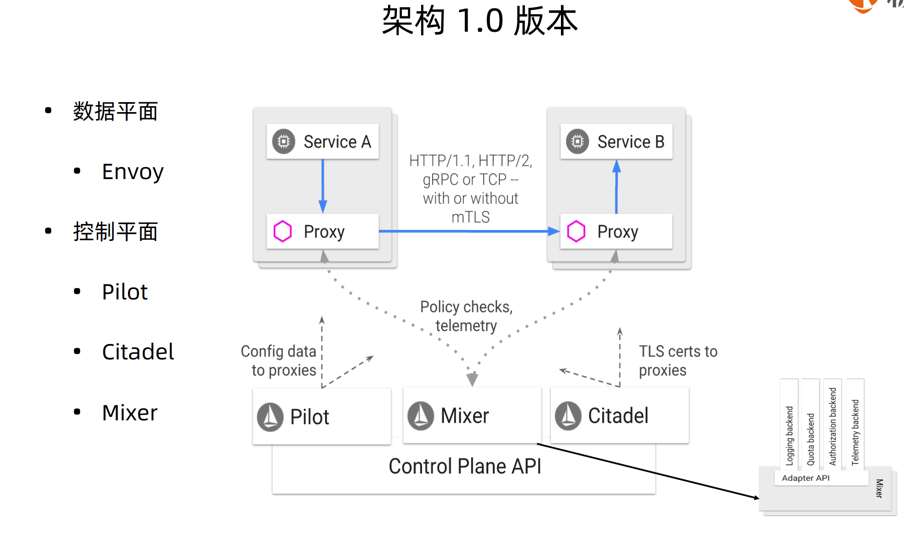 架构 1.0 版本
数据平面
Envoy
控制平面
Pilot
Citadel
Mixer
Service A
Proxy
HTTP/1.1, HTTP/2,
gRPC or TCP --
with or without
mTLS
Service B
Proxy
Policy checks,
telemetry
Config data
to proxies
TLS certs to
proxies
Pilot
Mixer
Citadel
Control Plane API
Logging backend
Quota backend
Authorization backend
Telemetry backend
Adapter API
Mixer